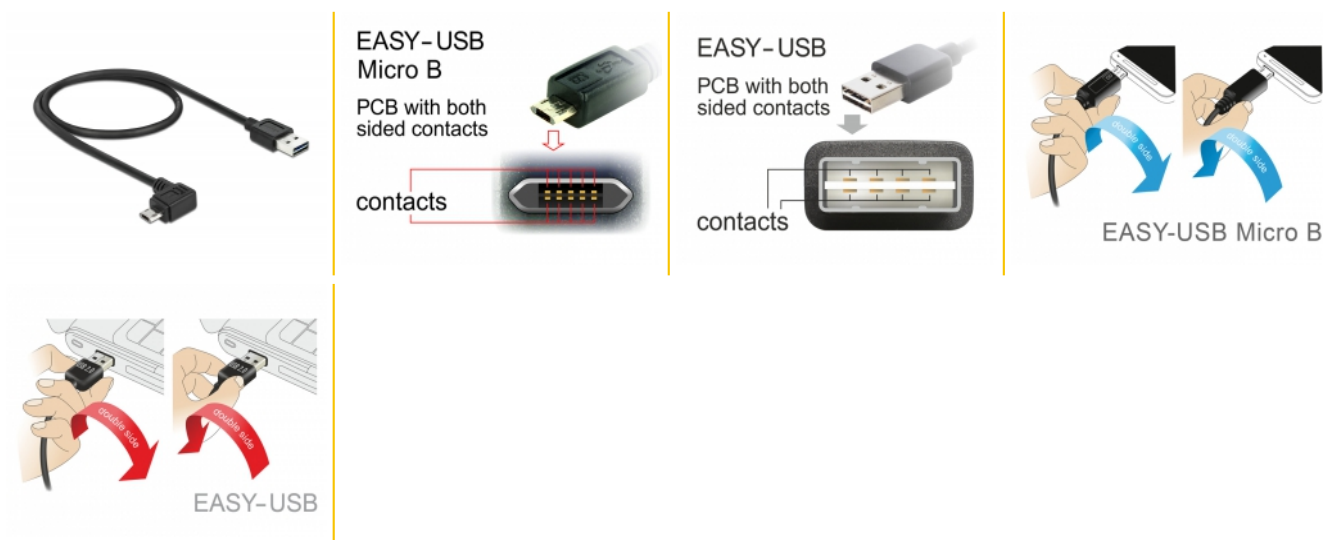 EASY-USB
Micro B
PCB with both
sided contacts
contacts
EASY-USB
PCB with both
sided contacts
contacts
double side
double side
EASY-USB Micro B
double side
double side
EASY-USB